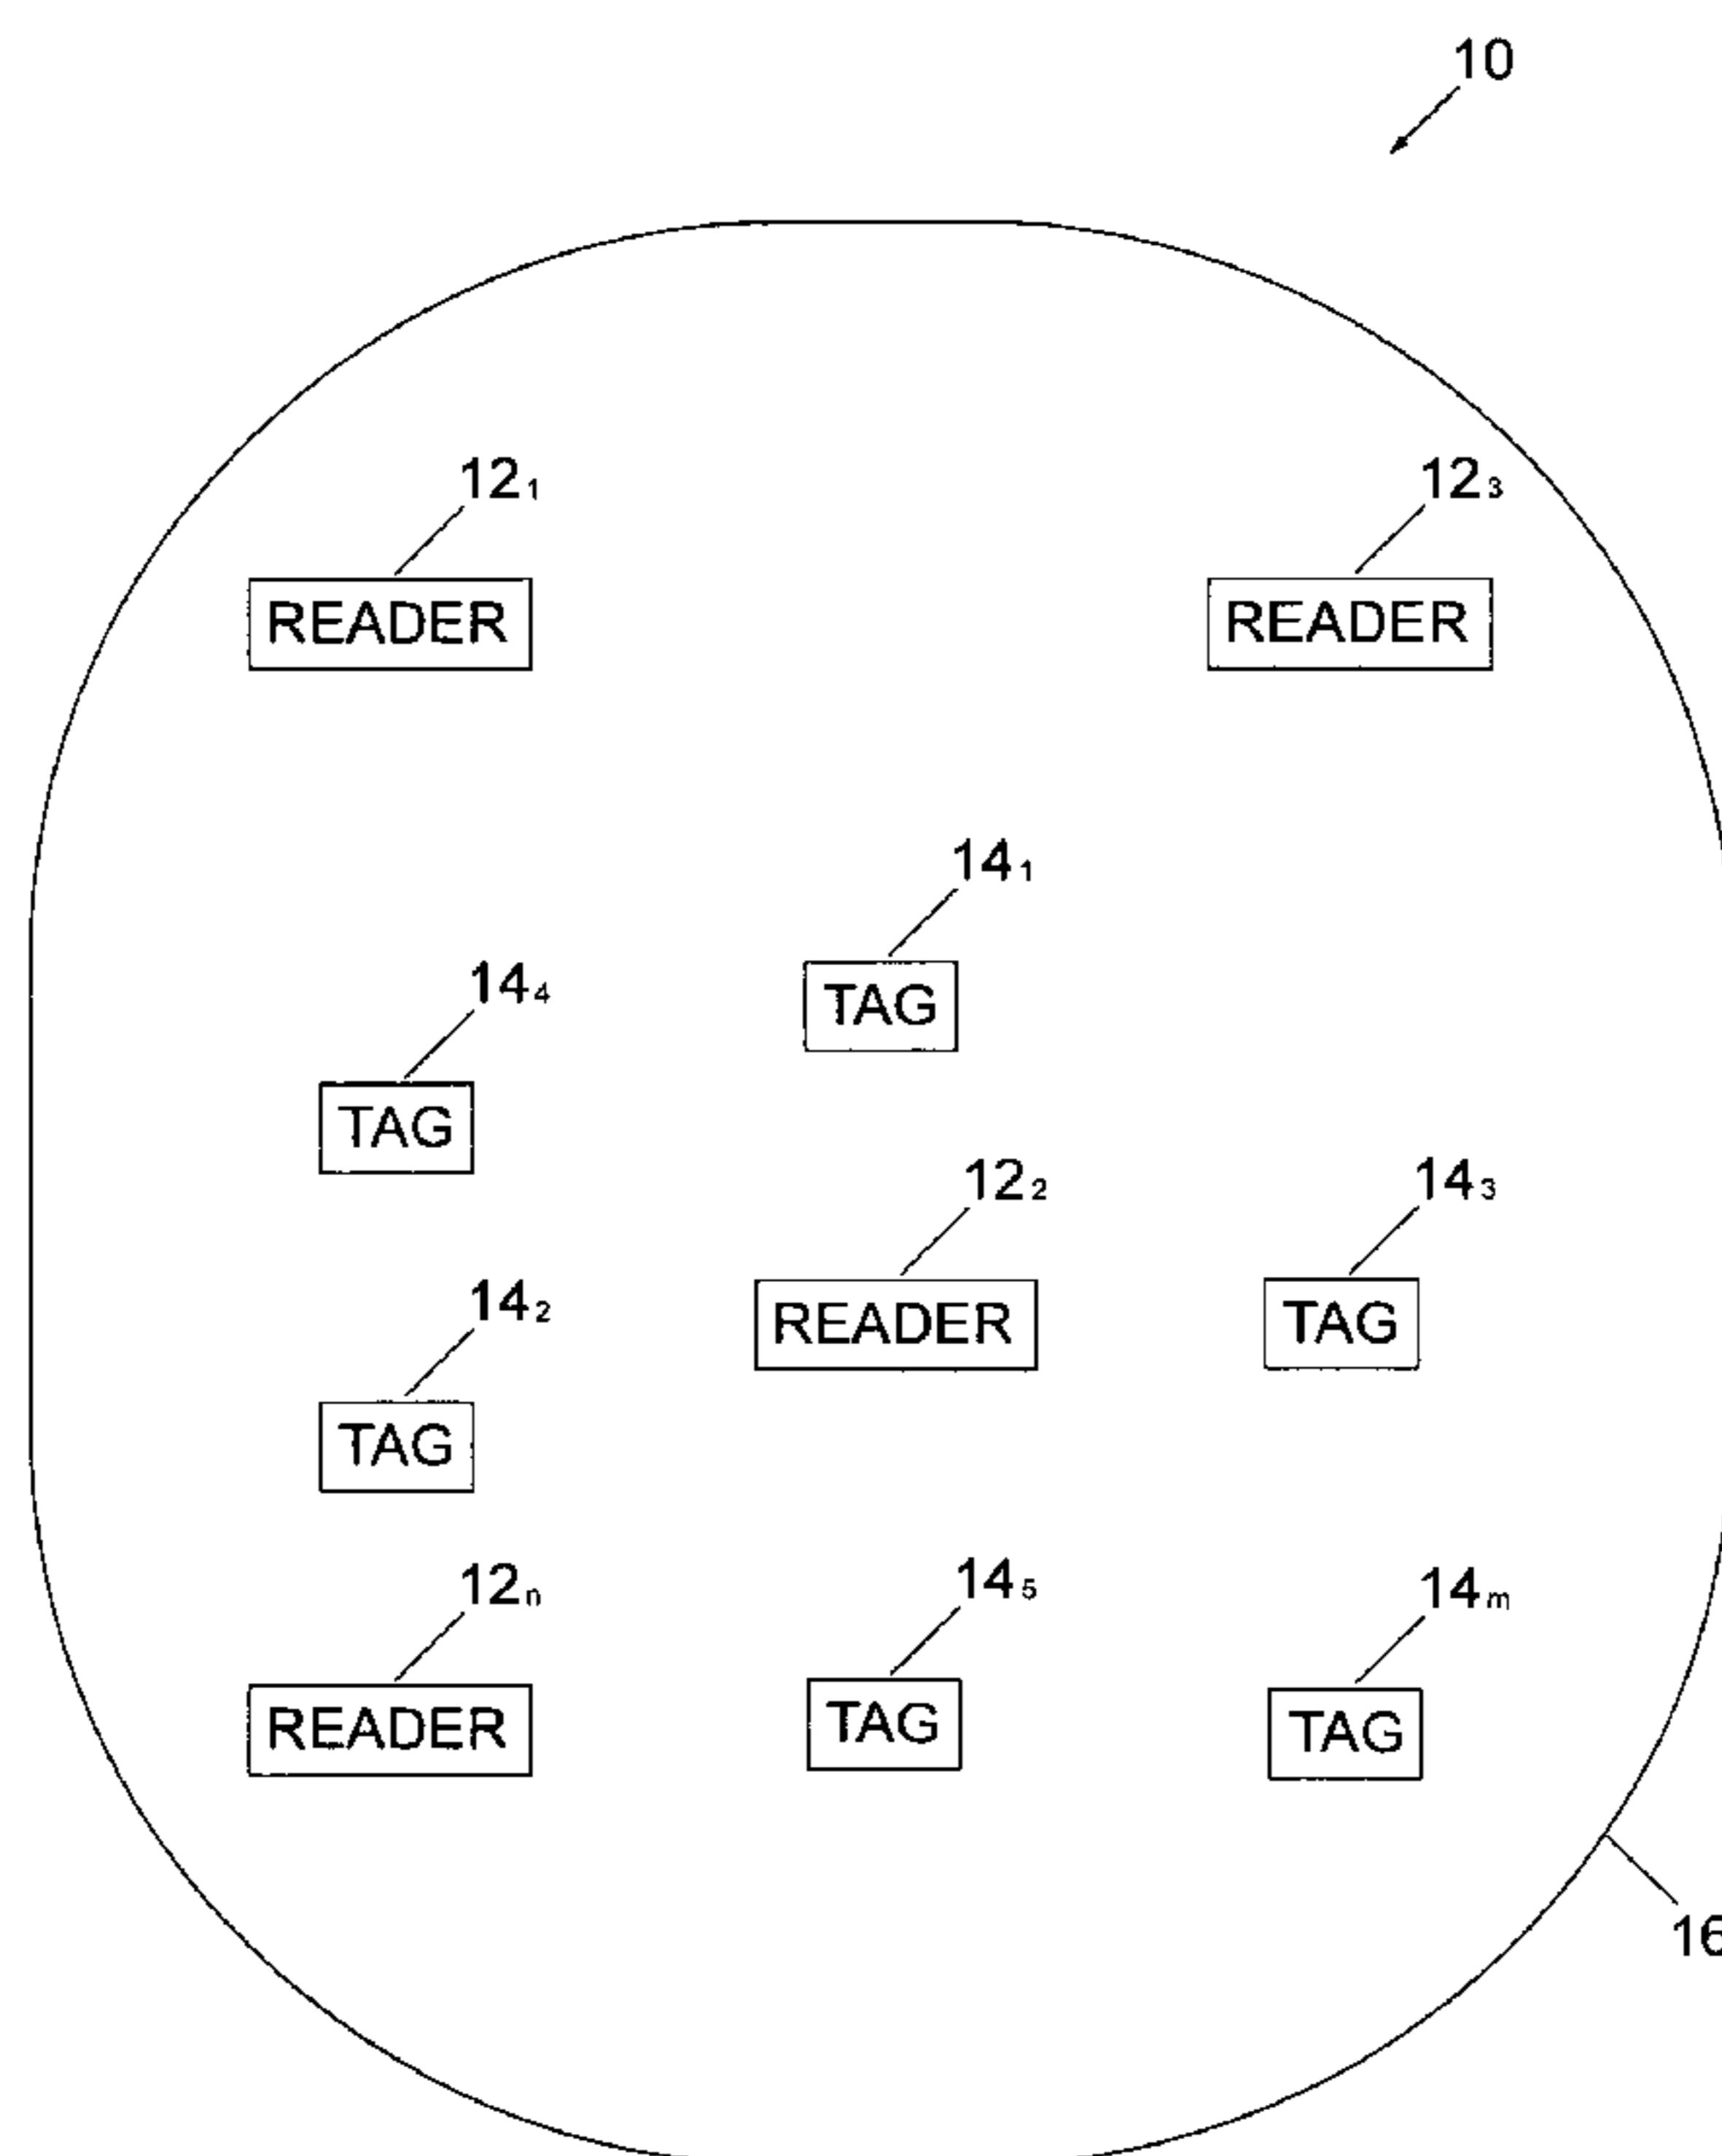 10
12₁ 12₃
READER READER
14₁
14₄
TAG
TAG
12₂ 14₃
14₂
READER TAG
TAG
12ₙ 14₅ 14ₘ
READER TAG TAG
16